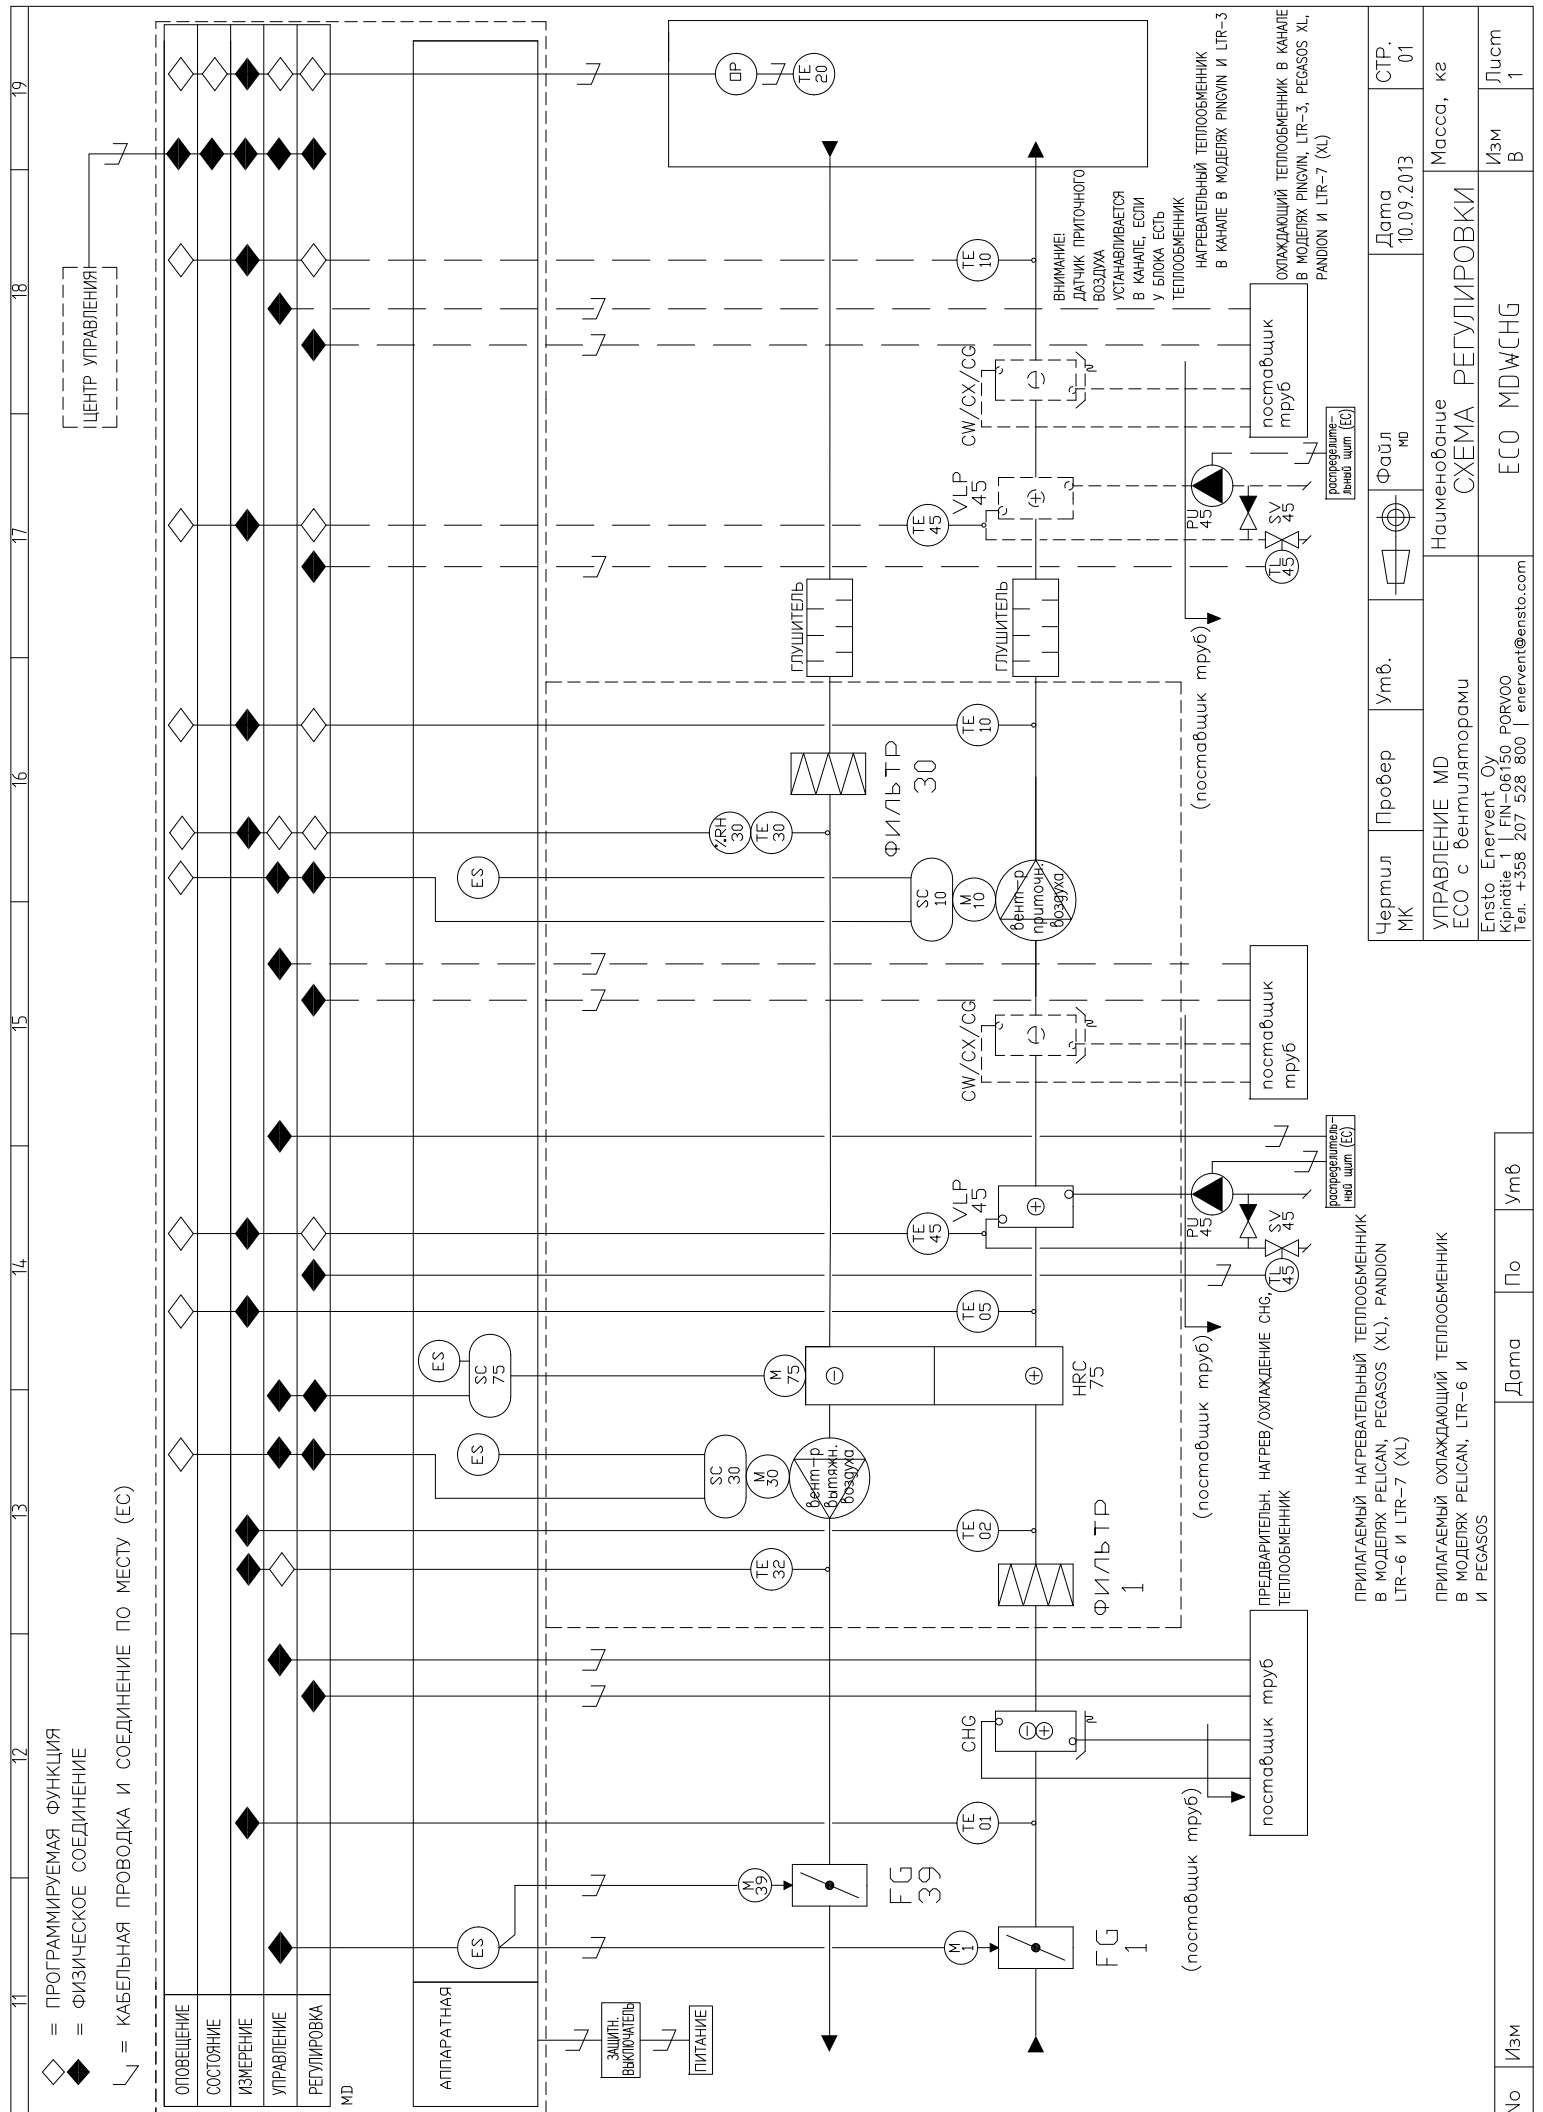 11
12
13
14
15
16
17
18
19
= ПРОГРАММИРУЕМАЯ ФУНКЦИЯ
= ФИЗИЧЕСКОЕ СОЕДИНЕНИЕ
= КАБЕЛЬНАЯ ПРОВОДКА И СОЕДИНЕНИЕ ПО МЕСТУ (EC)
ЦЕНТР УПРАВЛЕНИЯ
ОПОВЕЩЕНИЕ
СОСТОЯНИЕ
ИЗМЕРЕНИЕ
УПРАВЛЕНИЕ
РЕГУЛИРОВКА
MD
АППАРАТНАЯ
ЗАЩИТН.
ВЫКЛЮЧАТЕЛЬ
ПИТАНИЕ
ES
ES
SC
75
ES
ES
M
39
FG
39
M
1
FG
1
TE
01
CHG
поставщик труб
(поставщик труб)
ПРЕДВАРИТЕЛЬН. НАГРЕВ/ОХЛАЖДЕНИЕ CHG,
ТЕПЛООБМЕННИК
ФИЛЬТР
1
TE
32
TE
02
SC
30
M
30
вент-р
вытяжн.
воздуха
M
75
HRC
75
(поставщик труб)
TE
05
TE
45
VLP
45
PU
45
SV
45
TL
45
распределитель-
ный щит (EC)
CW/CX/CG
поставщик
труб
SC
10
M
10
вент-р
приточн.
воздуха
%RH
30
TE
30
ФИЛЬТР
30
TE
10
(поставщик труб)
ГЛУШИТЕЛЬ
ГЛУШИТЕЛЬ
TE
45
VLP
45
PU
45
SV
45
TL
45
распределите-
льный щит (EC)
CW/CX/CG
поставщик
труб
TE
10
OP
TE
20
ВНИМАНИЕ!
ДАТЧИК ПРИТОЧНОГО
ВОЗДУХА
УСТАНАВЛИВАЕТСЯ
В КАНАЛЕ, ЕСЛИ
У БЛОКА ЕСТЬ
ТЕПЛООБМЕННИК
НАГРЕВАТЕЛЬНЫЙ ТЕПЛООБМЕННИК
В КАНАЛЕ В МОДЕЛЯХ PINGVIN И LTR-3
ОХЛАЖДАЮЩИЙ ТЕПЛООБМЕННИК В КАНАЛЕ
В МОДЕЛЯХ PINGVIN, LTR-3, PEGASOS XL,
PANDION И LTR-7 (XL)
ПРИЛАГАЕМЫЙ НАГРЕВАТЕЛЬНЫЙ ТЕПЛООБМЕННИК
В МОДЕЛЯХ PELICAN, PEGASOS (XL), PANDION
LTR-6 И LTR-7 (XL)
ПРИЛАГАЕМЫЙ ОХЛАЖДАЮЩИЙ ТЕПЛООБМЕННИК
В МОДЕЛЯХ PELICAN, LTR-6 И
И PEGASOS
No
Изм
Дата
По
Утв
Чертил
МК
Провер
Утв.
Файл
MD
Дата
10.09.2013
СТР.
01
УПРАВЛЕНИЕ MD
ECO с вентиляторами
Наименование
СХЕМА РЕГУЛИРОВКИ
Масса, кг
Ensto Enervent Oy
Kipinätie 1 | FIN-06150 PORVOO
Тел. +358 207 528 800 | enervent@ensto.com
ECO MDWCHG
Изм
B
Лист
1